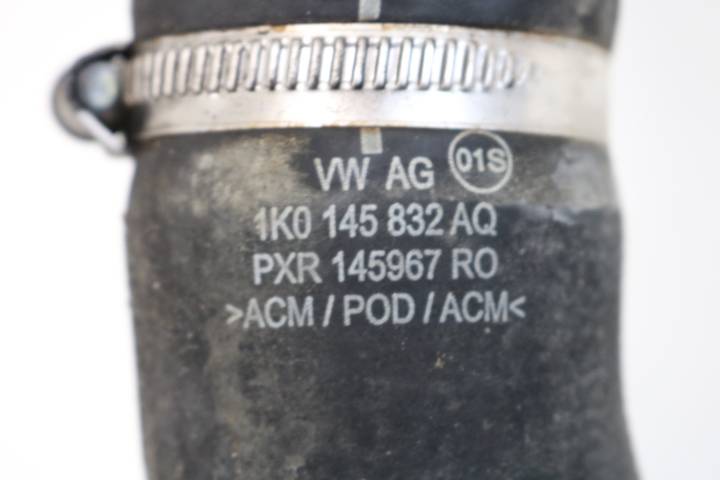 VW AG 01S
1K0 145 832 AQ
PXR 145967 RO
>ACM / POD / ACM<